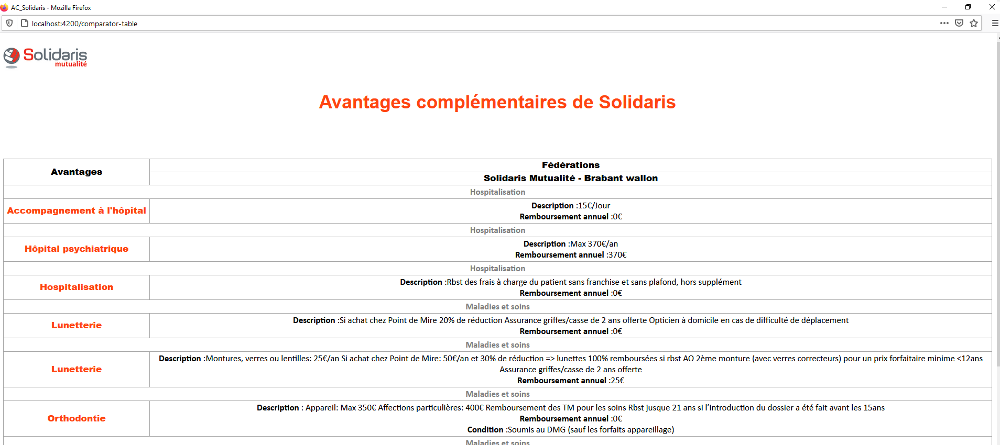 AC_Solidaris - Mozilla Firefox
localhost:4200/comparator-table
Solidaris
mutualité
Avantages complémentaires de Solidaris
Avantages
Fédérations
Solidaris Mutualité - Brabant wallon
Hospitalisation
Accompagnement à l'hôpital
Description :15€/Jour
Remboursement annuel :0€
Hospitalisation
Hôpital psychiatrique
Description :Max 370€/an
Remboursement annuel :370€
Hospitalisation
Hospitalisation
Description :Rbst des frais à charge du patient sans franchise et sans plafond, hors supplément
Remboursement annuel :0€
Maladies et soins
Lunetterie
Description :Si achat chez Point de Mire 20% de réduction Assurance griffes/casse de 2 ans offerte Opticien à domicile en cas de difficulté de déplacement
Remboursement annuel :0€
Maladies et soins
Lunetterie
Description :Montures, verres ou lentilles: 25€/an Si achat chez Point de Mire: 50€/an et 30% de réduction => lunettes 100% remboursées si rbst AO 2ème monture (avec verres correcteurs) pour un prix forfaitaire minime <12ans
Assurance griffes/casse de 2 ans offerte
Remboursement annuel :25€
Maladies et soins
Orthodontie
Description : Appareil: Max 350€ Affections particulières: 400€ Remboursement des TM pour les soins Rbst jusque 21 ans si l’introduction du dossier a été fait avant les 15ans
Remboursement annuel :0€
Condition :Soumis au DMG (sauf les forfaits appareillage)
Maladies et soins